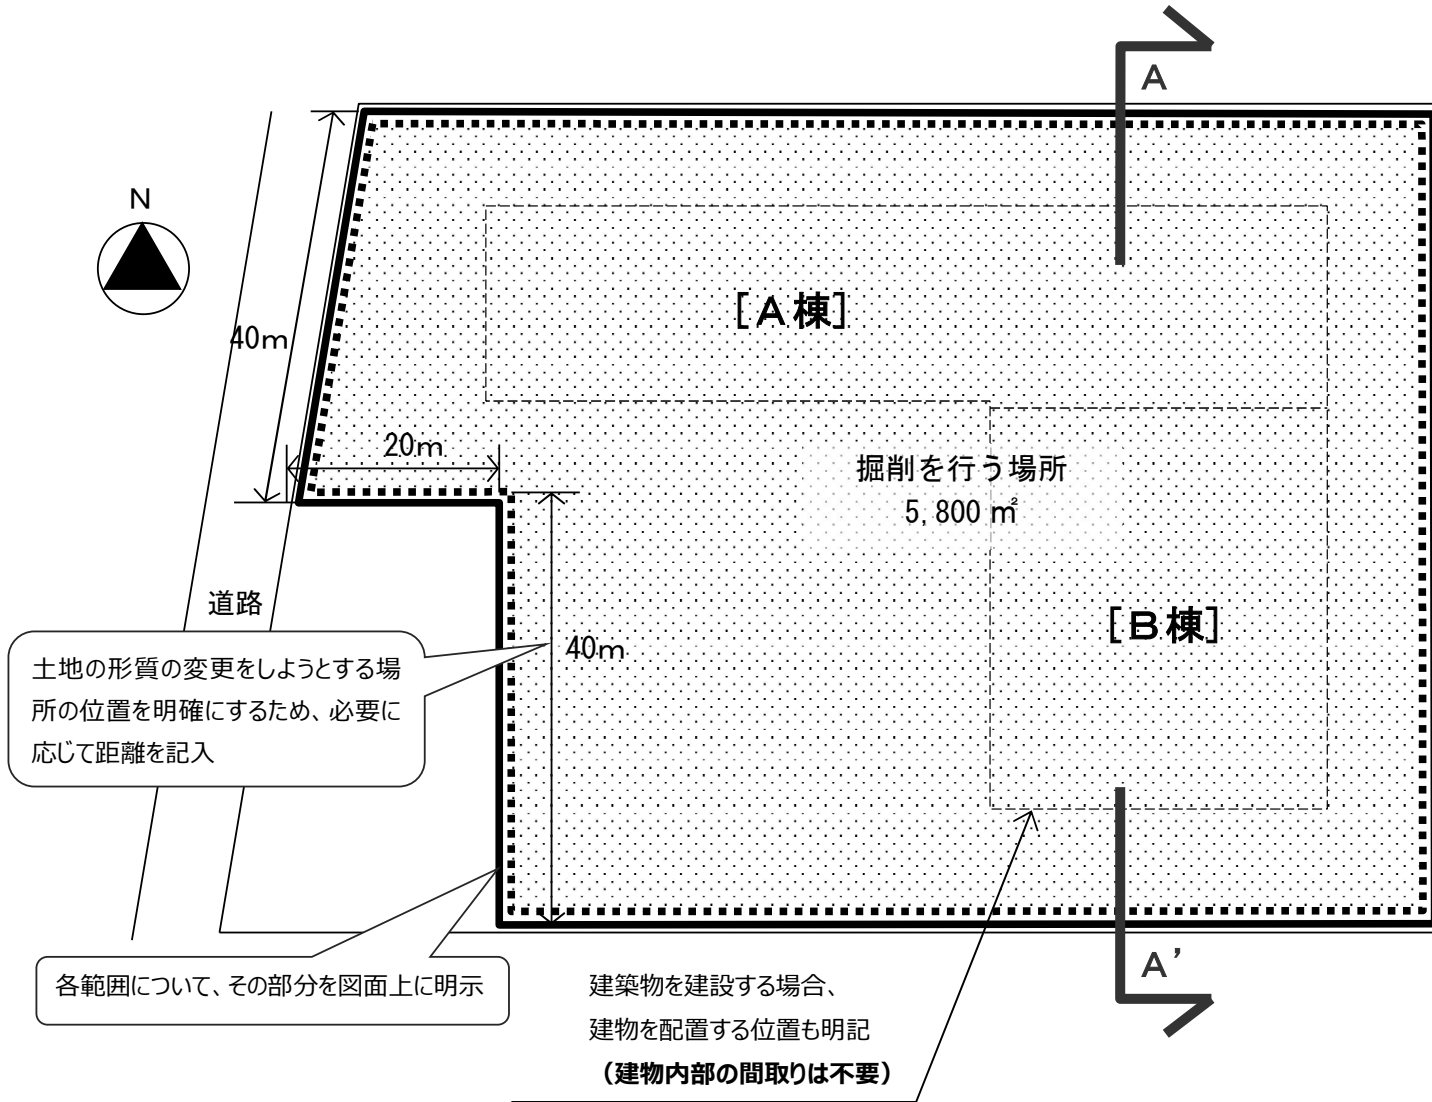 A
N
[A棟]
40m
20m
掘削を行う場所
5,800 ㎡
道路
[B棟]
40m
土地の形質の変更をしようとする場
所の位置を明確にするため、必要に
応じて距離を記入
A’
各範囲について、その部分を図面上に明示
建築物を建設する場合、
建物を配置する位置も明記
（建物内部の間取りは不要）